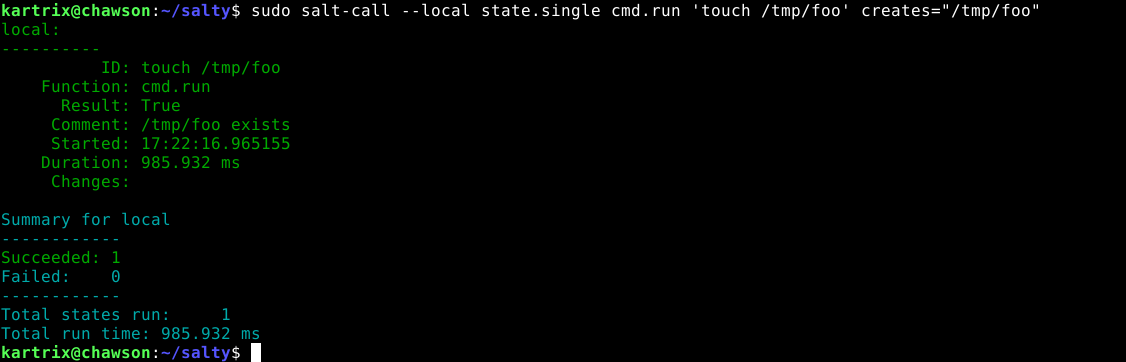 kartrix@chawson:~/salty$ sudo salt-call --local state.single cmd.run 'touch /tmp/foo' creates="/tmp/foo"
local:
----------
          ID: touch /tmp/foo
    Function: cmd.run
      Result: True
     Comment: /tmp/foo exists
     Started: 17:22:16.965155
    Duration: 985.932 ms
     Changes:

Summary for local
------------
Succeeded: 1
Failed:    0
------------
Total states run:     1
Total run time: 985.932 ms
kartrix@chawson:~/salty$